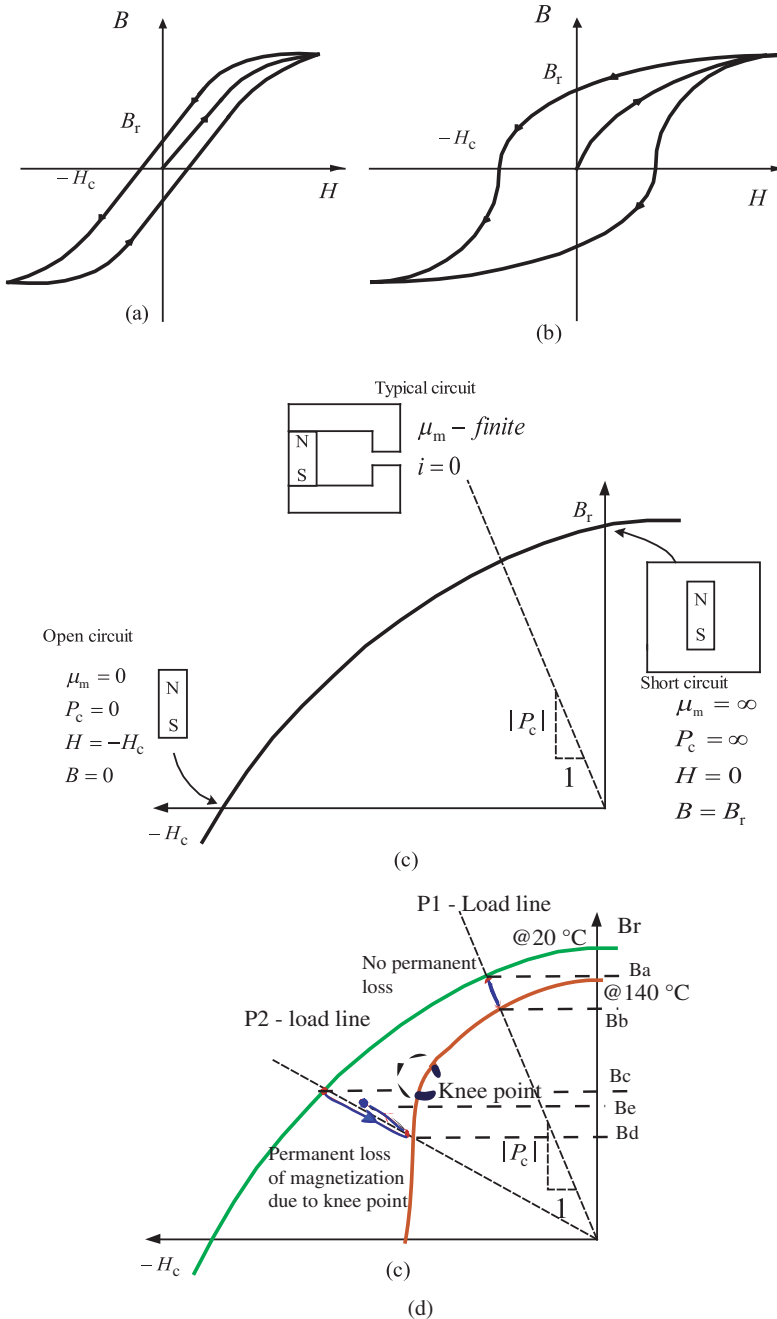 B
B_r
−H_c
H
(a)
B
B_r
−H_c
H
(b)
Typical circuit
N
S
μ_m − finite
i = 0
B_r
N
S
Short circuit
μ_m = ∞
P_c = ∞
H = 0
B = B_r
Open circuit
μ_m = 0
P_c = 0
H = −H_c
B = 0
N
S
|P_c|
1
−H_c
(c)
P1 - Load line
Br
@20 °C
No permanent
loss
Ba
@140 °C
P2 - load line
Bb
Knee point
Bc
Be
Bd
|P_c|
1
Permanent loss
of magnetization
due to knee point
−H_c
(c)
(d)